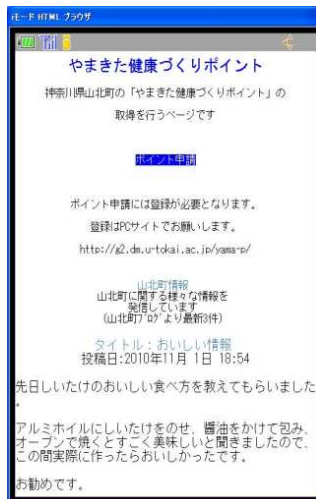 iモード HTML ブラウザ
やまきた健康づくりポイント
神奈川県山北町の「やまきた健康づくりポイント」の
取得を行うページです
ポイント申請
ポイント申請には登録が必要となります。
登録はPCサイトでお願いします。
http://g2.dm.u-tokai.ac.jp/yama-p/
山北町情報
山北町に関する様々な情報を
発信しています
(山北町ブログより最新3件)
タイトル：おいしい情報
投稿日:2010年11月 1日 18:54
先日しいたけのおいしい食べ方を教えてもらいました
。
アルミホイルにしいたけをのせ、醤油をかけて包み、
オーブンで焼くとすごく美味しいと聞きましたので、
この間実際に作ったらおいしかったです。
お勧めです。